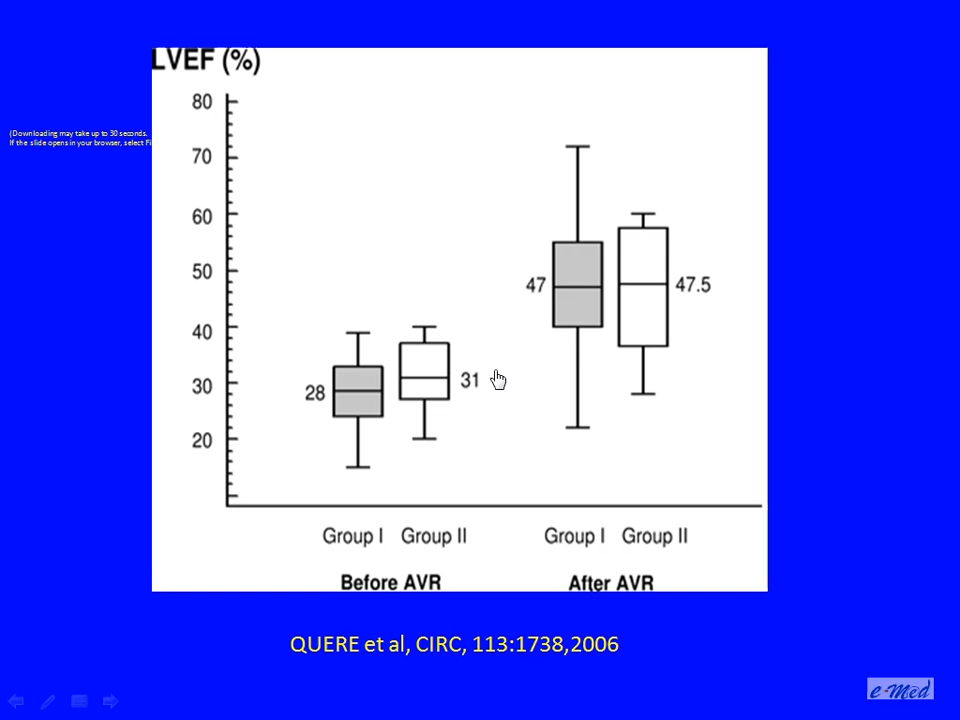 LVEF (%)
80
70
60
50
40
30
20
(Downloading may take up to 30 seconds.
If the slide opens in your browser, select Fi
28
31
47
47.5
Group I Group II Group I Group II
Before AVR After AVR
QUERE et al, CIRC, 113:1738,2006
e-Med